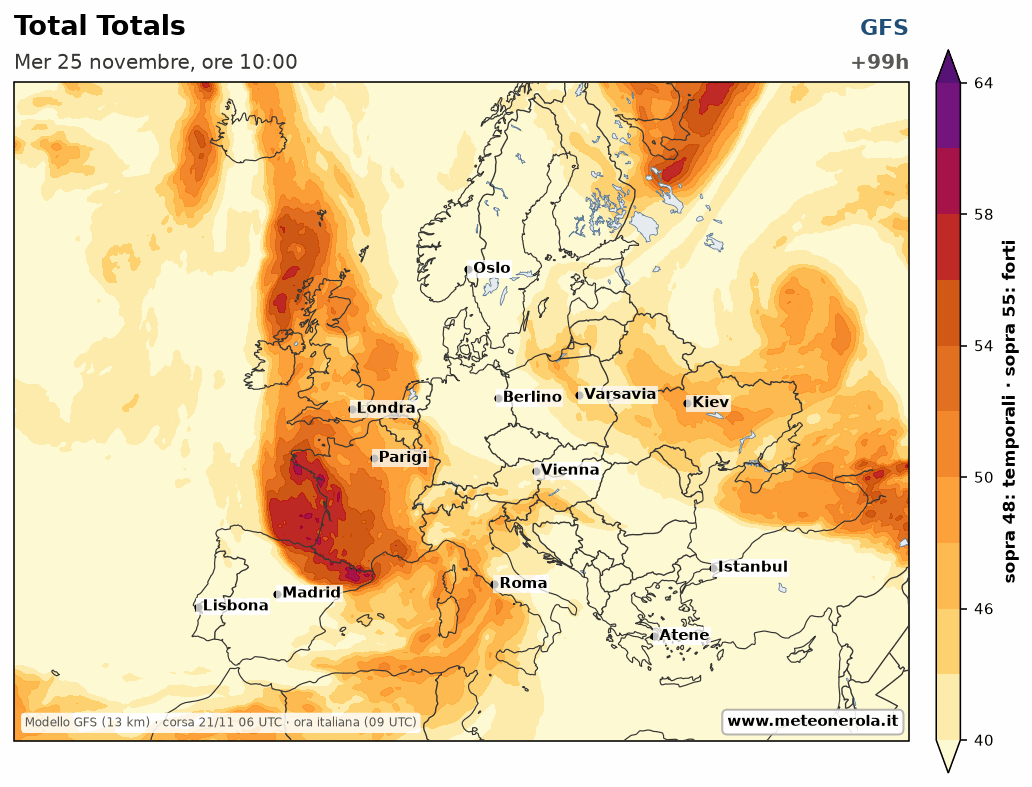 Total Totals
GFS
Mer 25 novembre, ore 10:00
+99h
64
58
54
50
46
40
sopra 48: temporali · sopra 55: forti
Oslo
Berlino
Varsavia
Kiev
Londra
Parigi
Vienna
Istanbul
Roma
Madrid
Lisbona
Atene
Modello GFS (13 km) · corsa 21/11 06 UTC · ora italiana (09 UTC)
www.meteonerola.it